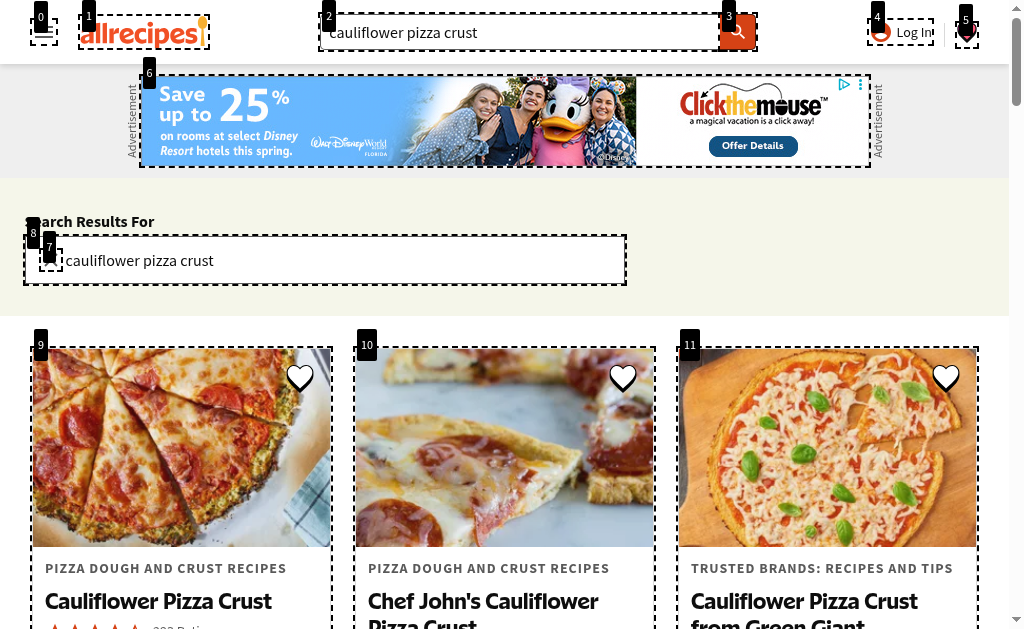 0
1
2
3
4
5
allrecipes
cauliflower pizza crust
Log In
6
Advertisement
Save
up to 25%
on rooms at select Disney
Resort hotels this spring.
Walt Disney World
FLORIDA
©Disney
Clickthemouse™
a magical vacation is a click away!
Offer Details
Advertisement
Search Results For
8
7
cauliflower pizza crust
9
10
11
PIZZA DOUGH AND CRUST RECIPES
Cauliflower Pizza Crust
PIZZA DOUGH AND CRUST RECIPES
Chef John's Cauliflower
Pizza Crust
TRUSTED BRANDS: RECIPES AND TIPS
Cauliflower Pizza Crust
from Green Giant